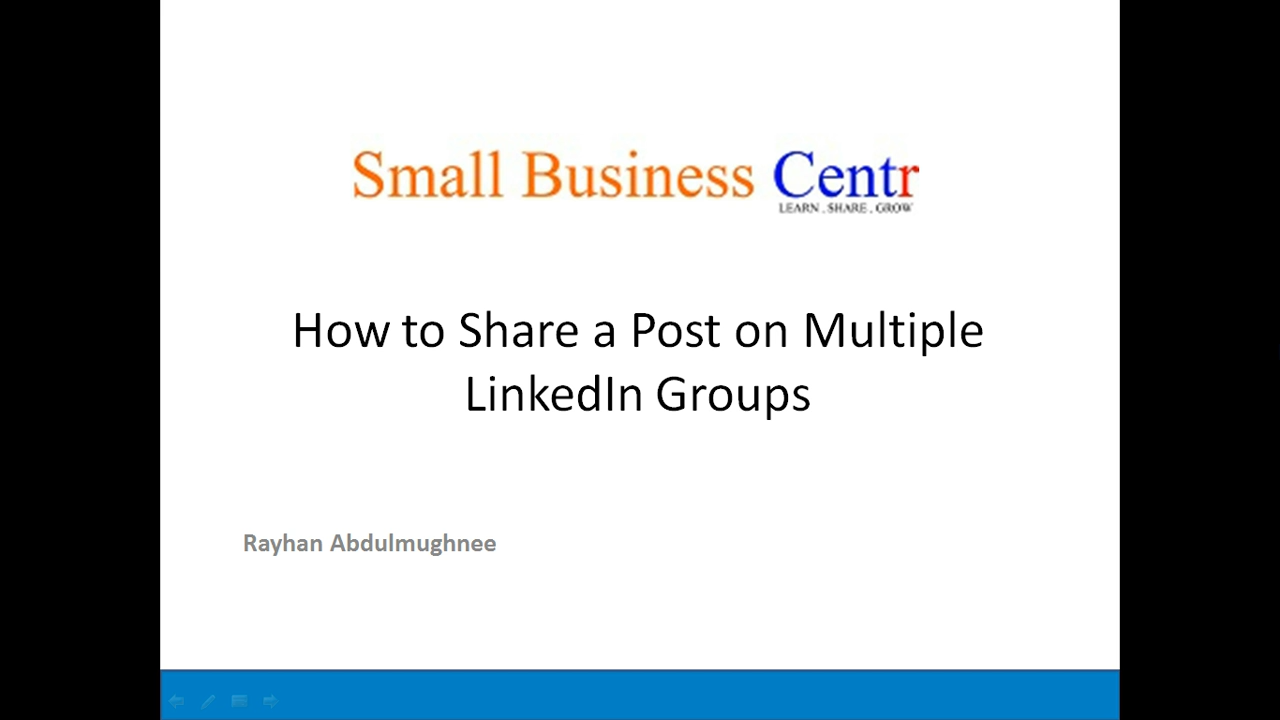 Small Business Centr
LEARN . SHARE . GROW
How to Share a Post on Multiple
LinkedIn Groups
Rayhan Abdulmughnee